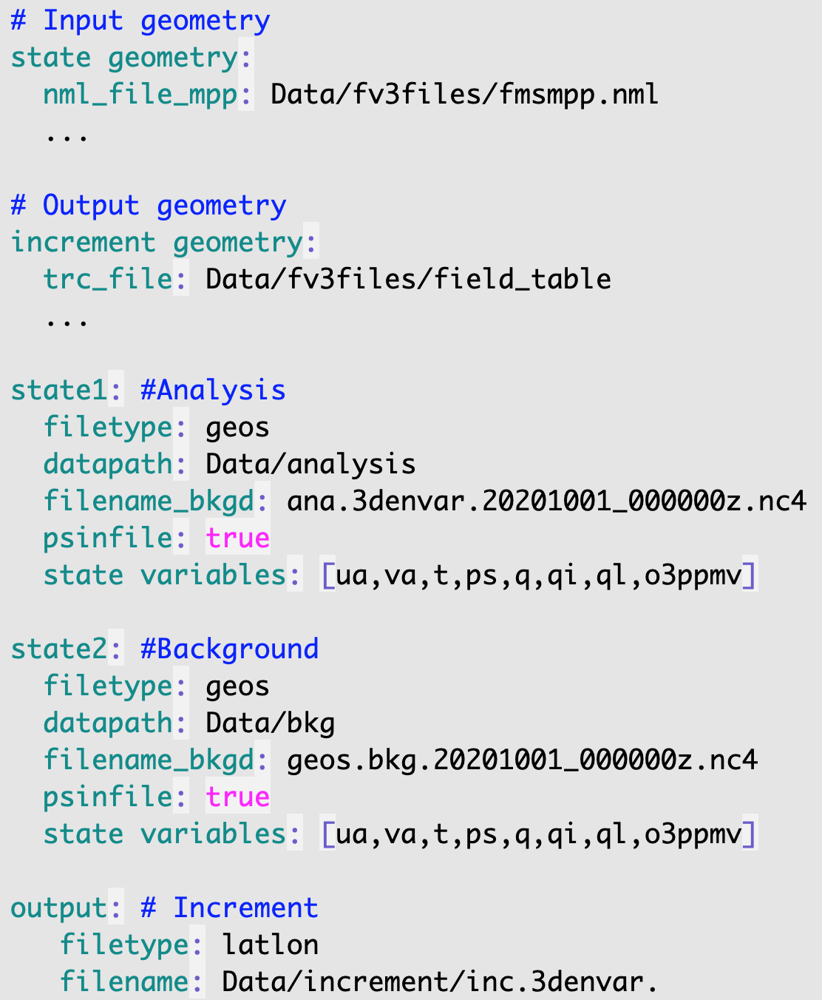 # Input geometry
state geometry:
  nml_file_mpp: Data/fv3files/fmsmpp.nml
  ...

# Output geometry
increment geometry:
  trc_file: Data/fv3files/field_table
  ...

state1: #Analysis
  filetype: geos
  datapath: Data/analysis
  filename_bkgd: ana.3denvar.20201001_000000z.nc4
  psinfile: true
  state variables: [ua,va,t,ps,q,qi,ql,o3ppmv]

state2: #Background
  filetype: geos
  datapath: Data/bkg
  filename_bkgd: geos.bkg.20201001_000000z.nc4
  psinfile: true
  state variables: [ua,va,t,ps,q,qi,ql,o3ppmv]

output: # Increment
   filetype: latlon
   filename: Data/increment/inc.3denvar.